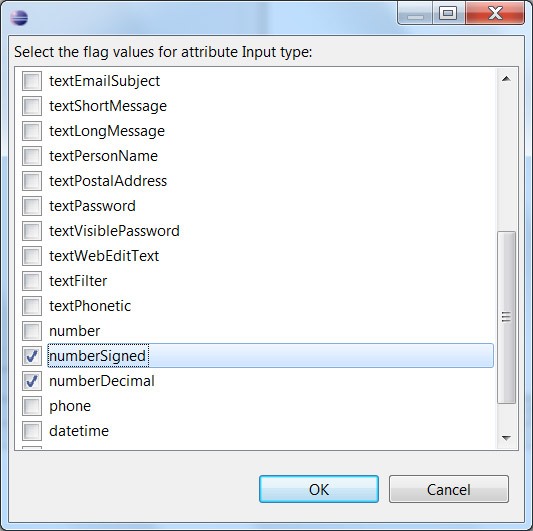 Select the flag values for attribute Input type:
textEmailSubject
textShortMessage
textLongMessage
textPersonName
textPostalAddress
textPassword
textVisiblePassword
textWebEditText
textFilter
textPhonetic
number
numberSigned
numberDecimal
phone
datetime
OK Cancel